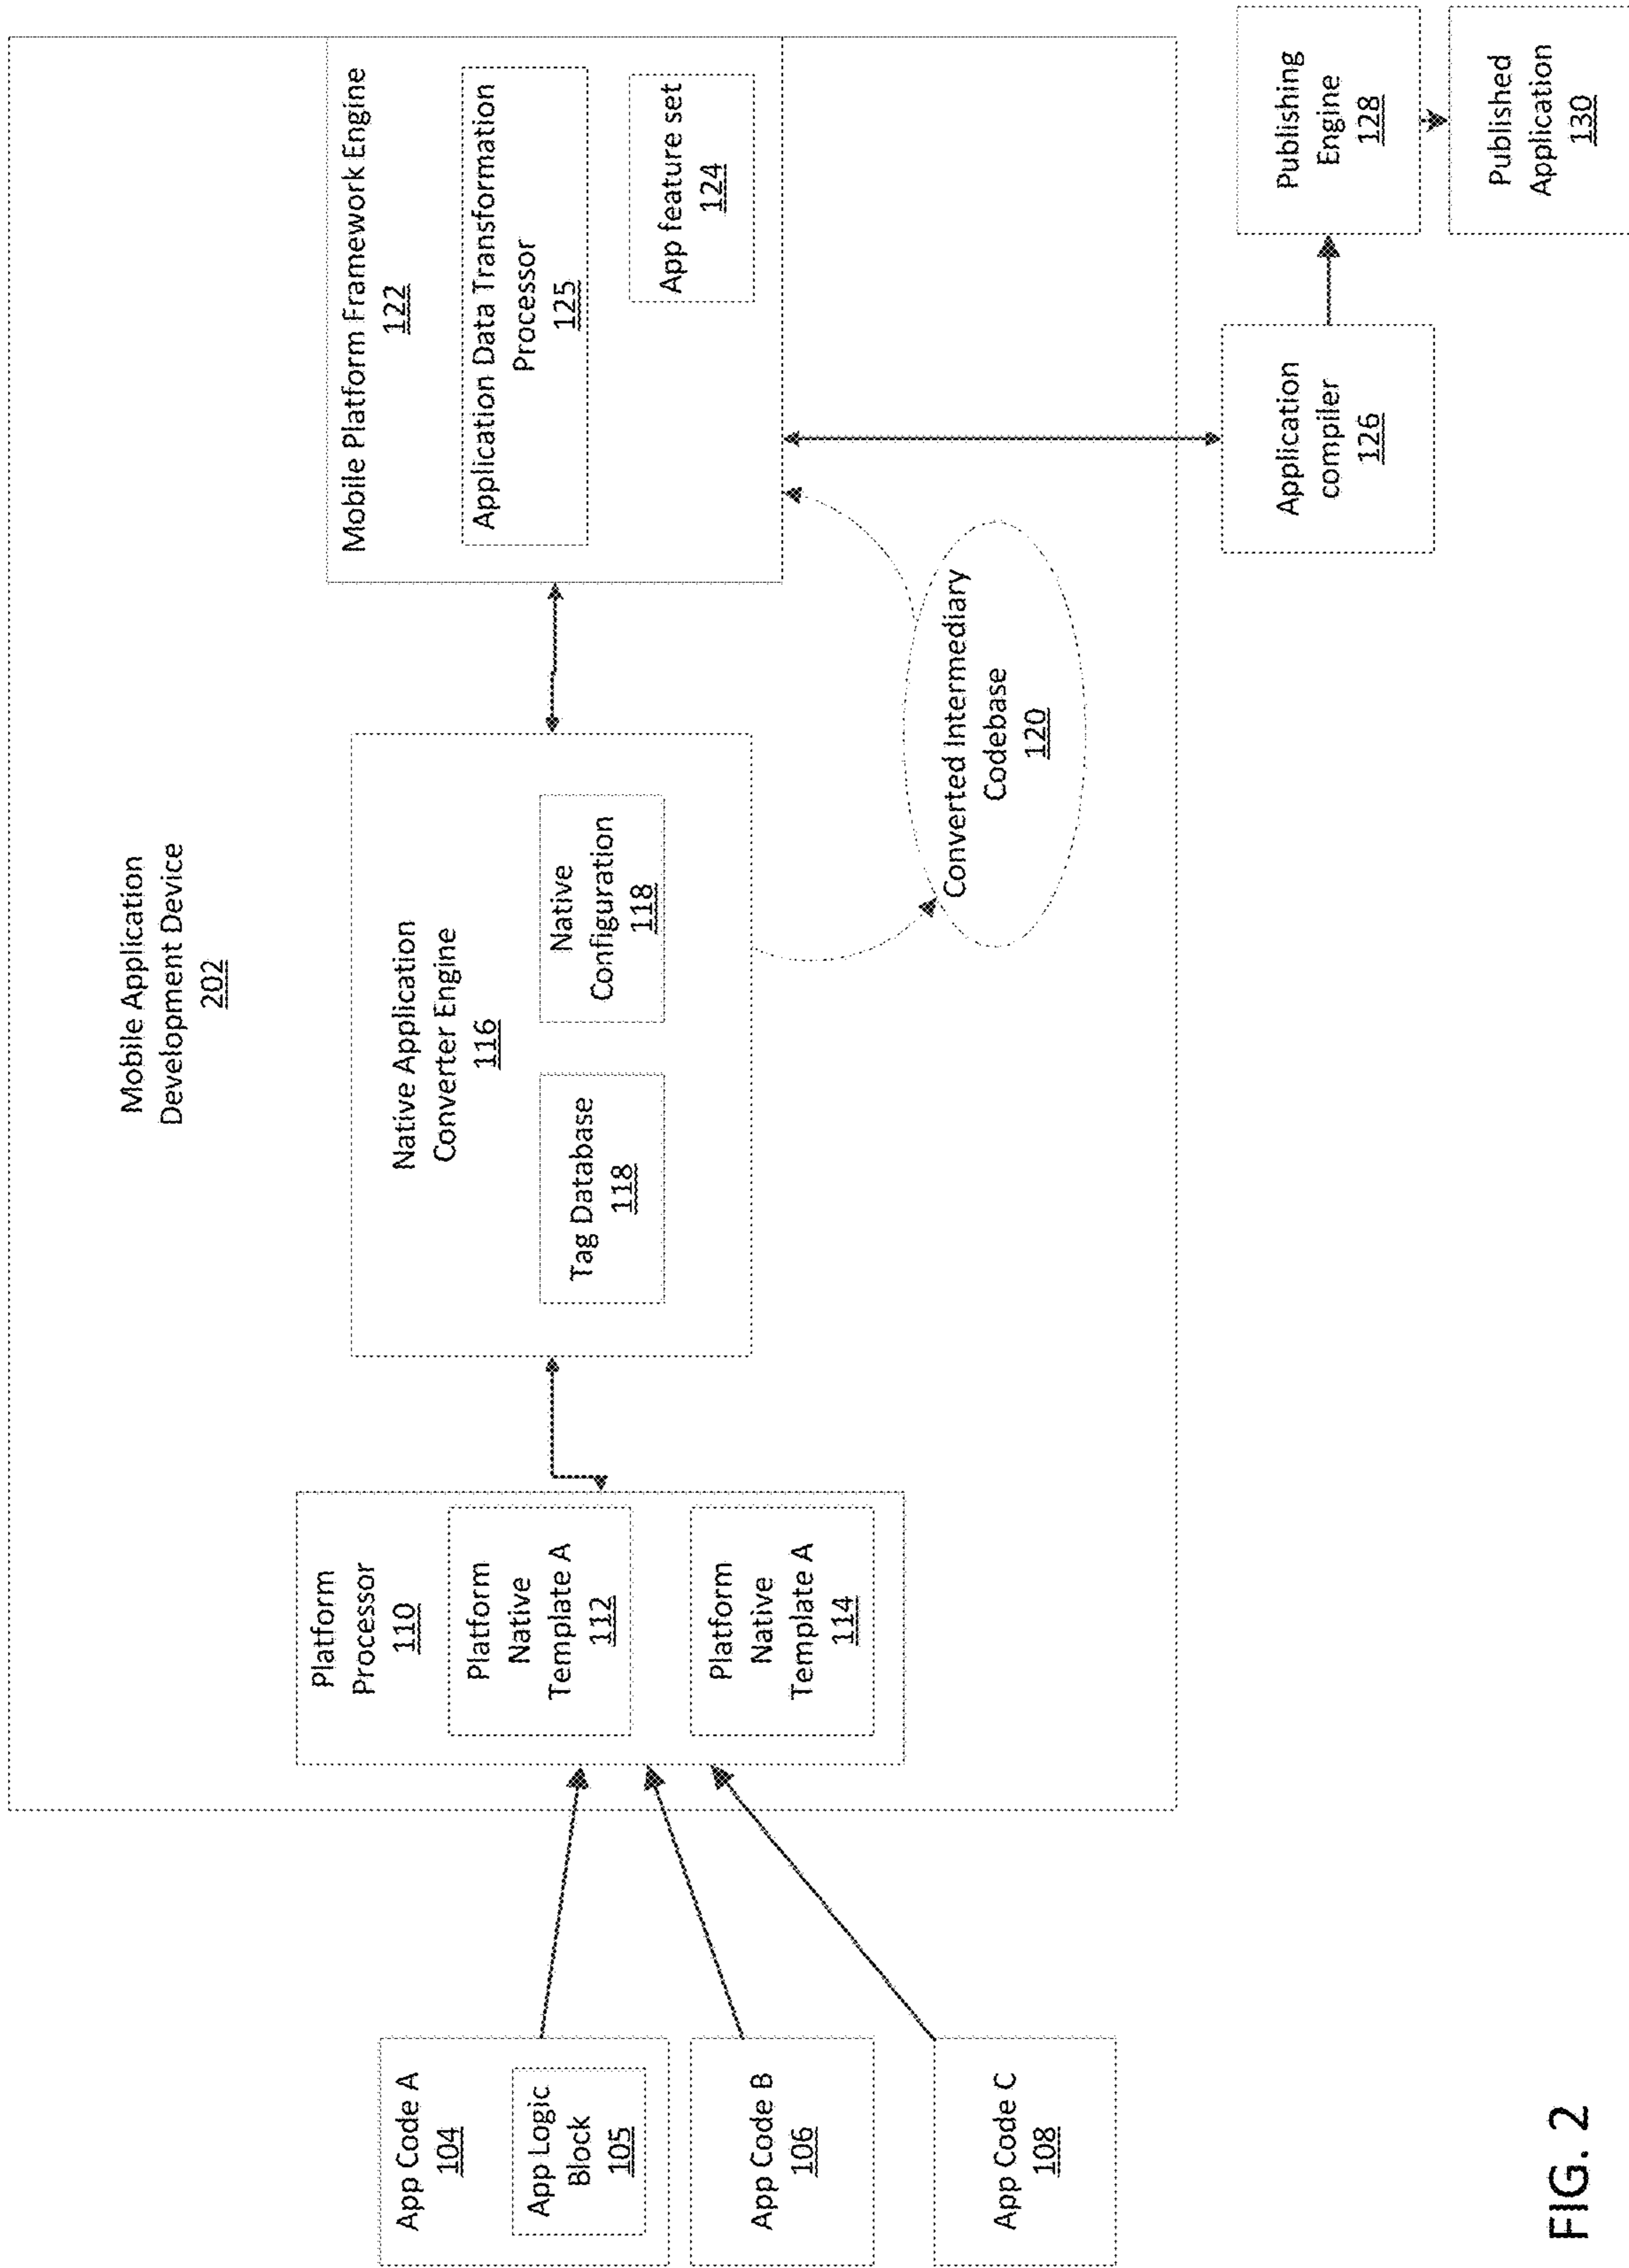 Mobile Application
Development Device
202
App Code A
104
App Logic
Block
105
App Code B
106
App Code C
108
Platform
Processor
110
Platform
Native
Template A
112
Platform
Native
Template A
114
Native Application
Converter Engine
116
Tag Database
118
Native
Configuration
118
Converted Intermediary
Codebase
120
Mobile Platform Framework Engine
122
Application Data Transformation
Processor
125
App feature set
124
Application
compiler
126
Publishing
Engine
128
Published
Application
130
FIG. 2